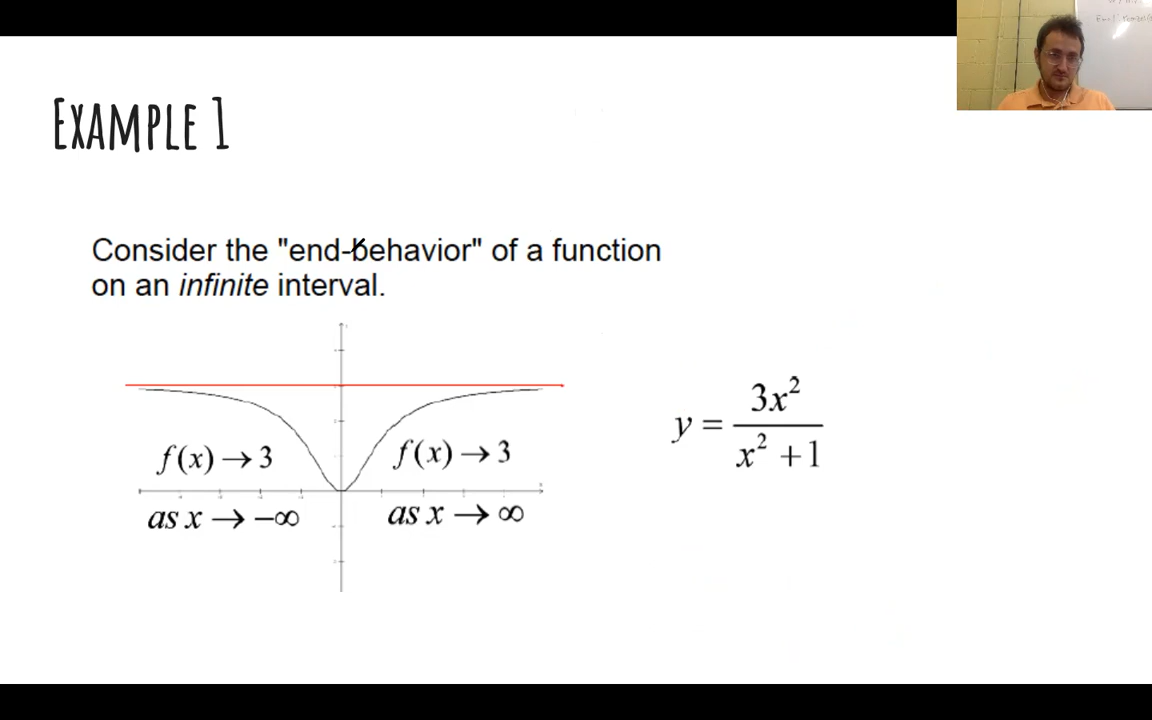 EXAMPLE 1
Consider the "end-behavior" of a function
on an infinite interval.
f(x) → 3
f(x) → 3
as x → −∞
as x → ∞
y = 3x² / x² + 1